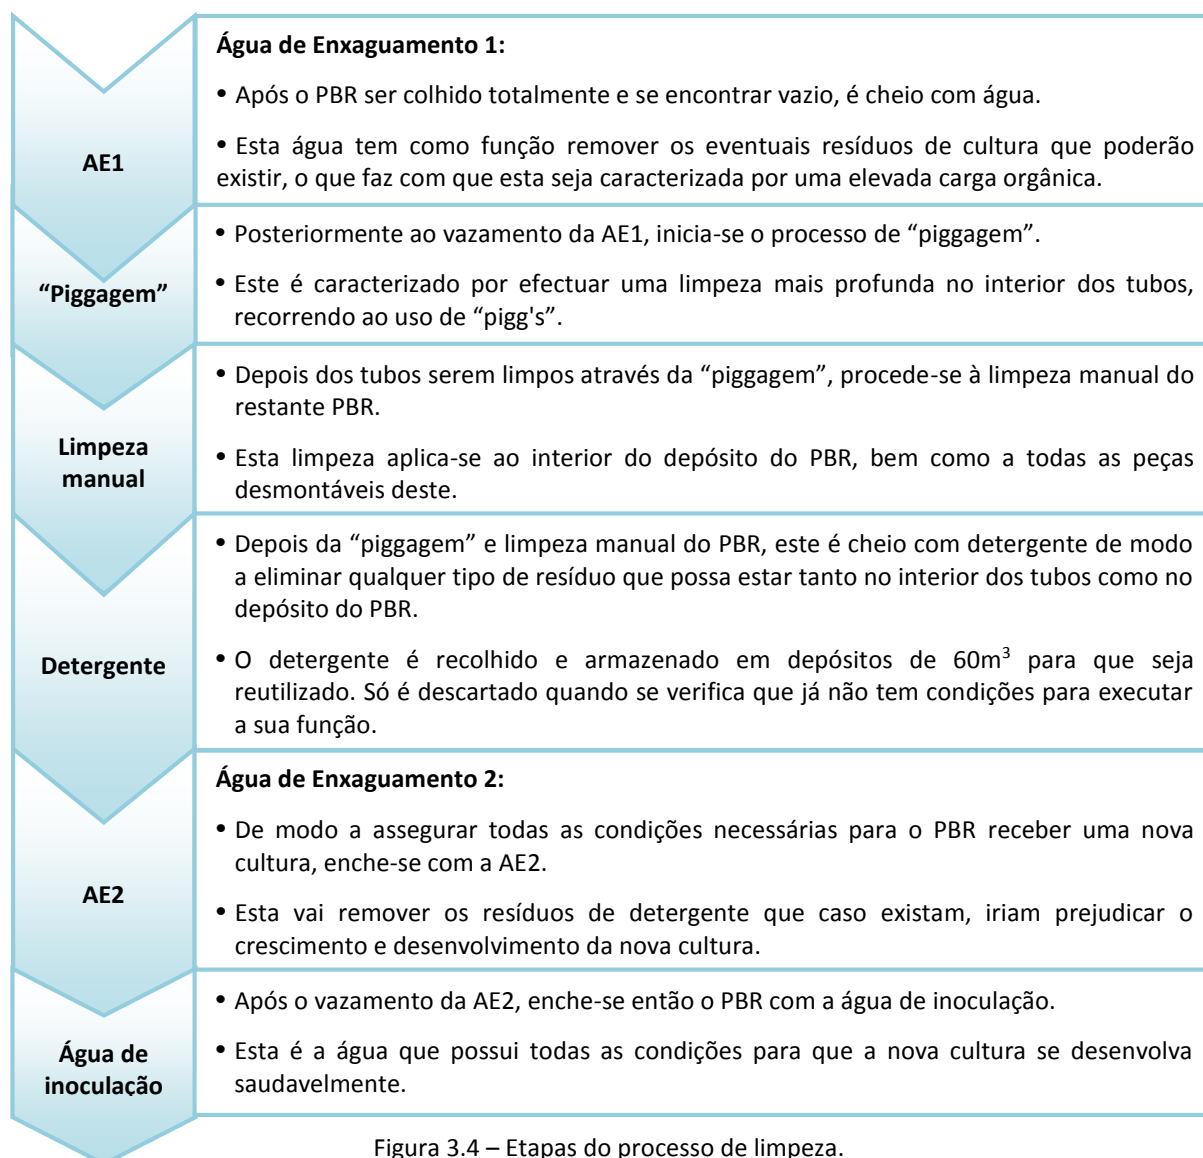 Água de Enxaguamento 1:
• Após o PBR ser colhido totalmente e se encontrar vazio, é cheio com água.
AE1
• Esta água tem como função remover os eventuais resíduos de cultura que poderão
existir, o que faz com que esta seja caracterizada por uma elevada carga orgânica.
• Posteriormente ao vazamento da AE1, inicia-se o processo de “piggagem”.
“Piggagem”
• Este é caracterizado por efectuar uma limpeza mais profunda no interior dos tubos,
recorrendo ao uso de “pigg's”.
• Depois dos tubos serem limpos através da “piggagem”, procede-se à limpeza manual do
restante PBR.
Limpeza
manual
• Esta limpeza aplica-se ao interior do depósito do PBR, bem como a todas as peças
desmontáveis deste.
• Depois da “piggagem” e limpeza manual do PBR, este é cheio com detergente de modo
a eliminar qualquer tipo de resíduo que possa estar tanto no interior dos tubos como no
depósito do PBR.
Detergente
• O detergente é recolhido e armazenado em depósitos de 60m³ para que seja
reutilizado. Só é descartado quando se verifica que já não tem condições para executar
a sua função.
Água de Enxaguamento 2:
• De modo a assegurar todas as condições necessárias para o PBR receber uma nova
cultura, enche-se com a AE2.
AE2
• Esta vai remover os resíduos de detergente que caso existam, iriam prejudicar o
crescimento e desenvolvimento da nova cultura.
• Após o vazamento da AE2, enche-se então o PBR com a água de inoculação.
Água de
inoculação
• Esta é a água que possui todas as condições para que a nova cultura se desenvolva
saudavelmente.
Figura 3.4 – Etapas do processo de limpeza.